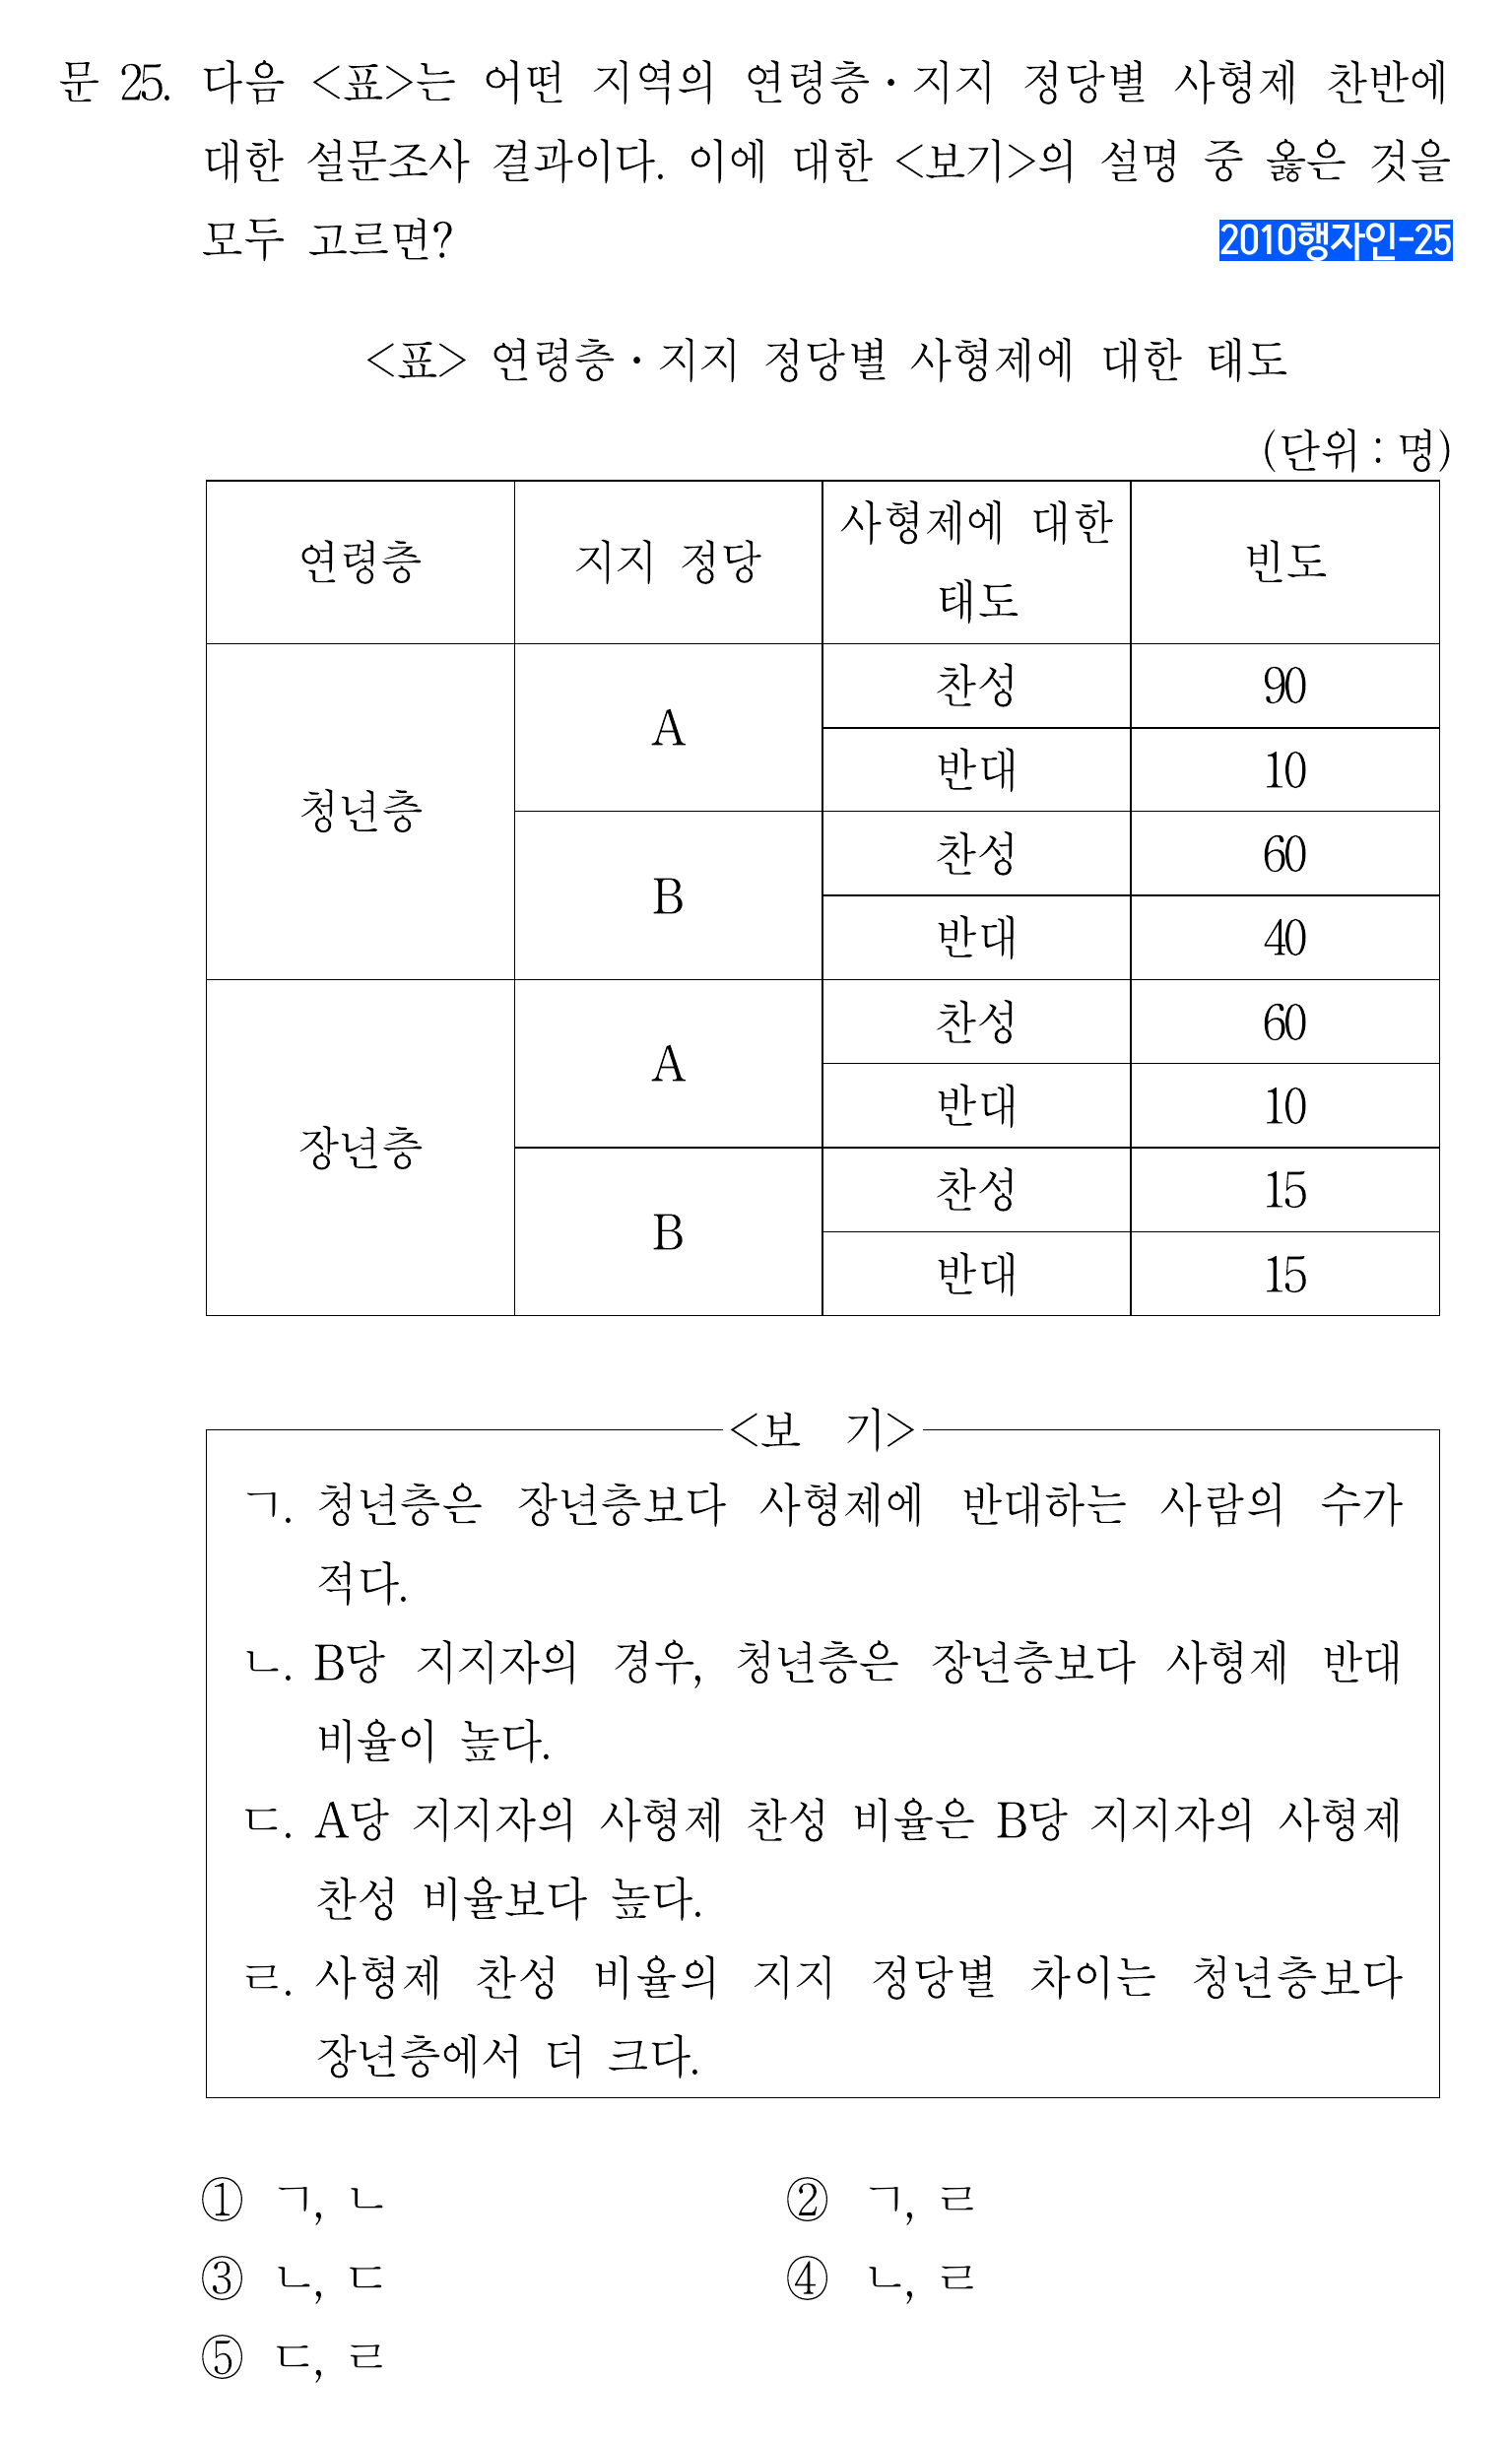 문 25. 다음 <표>는 어떤 지역의 연령층·지지 정당별 사형제 찬반에
대한 설문조사 결과이다. 이에 대한 <보기>의 설명 중 옳은 것을
모두 고르면?
2010행자인-25
<표> 연령층·지지 정당별 사형제에 대한 태도
(단위 : 명)
연령층 지지 정당 사형제에 대한 태도 빈도
청년층 A 찬성 90
반대 10
B 찬성 60
반대 40
장년층 A 찬성 60
반대 10
B 찬성 15
반대 15
<보 기>
ㄱ. 청년층은 장년층보다 사형제에 반대하는 사람의 수가
적다.
ㄴ. B당 지지자의 경우, 청년층은 장년층보다 사형제 반대
비율이 높다.
ㄷ. A당 지지자의 사형제 찬성 비율은 B당 지지자의 사형제
찬성 비율보다 높다.
ㄹ. 사형제 찬성 비율의 지지 정당별 차이는 청년층보다
장년층에서 더 크다.
① ㄱ, ㄴ ② ㄱ, ㄹ
③ ㄴ, ㄷ ④ ㄴ, ㄹ
⑤ ㄷ, ㄹ